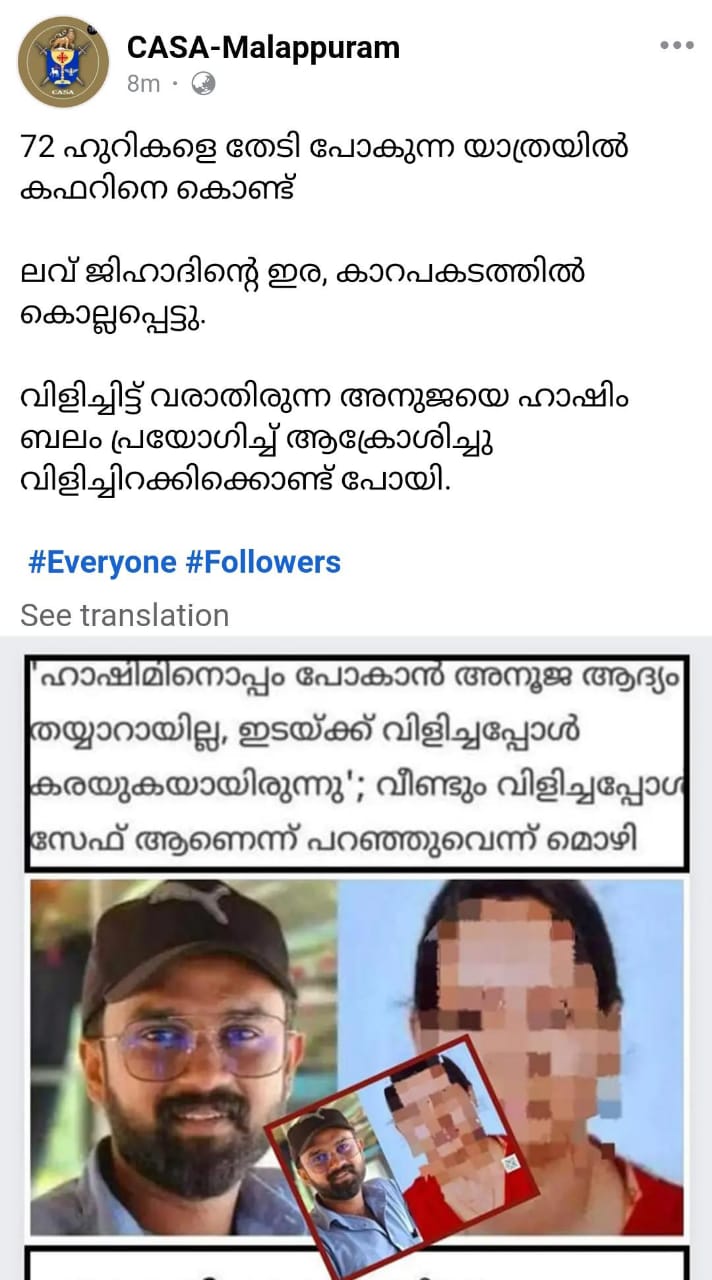 CASA-Malappuram
8m ·
CASA
72 ഹുറികളെ തേടി പോകുന്ന യാത്രയിൽ
കഫറിനെ കൊണ്ട്
ലവ് ജിഹാദിന്റെ ഇര, കാറപകടത്തിൽ
കൊല്ലപ്പെട്ടു.
വിളിച്ചിട്ട് വരാതിരുന്ന അനുജയെ ഹാഷിം
ബലം പ്രയോഗിച്ച് ആക്രോശിച്ചു
വിളിച്ചിറക്കിക്കൊണ്ട് പോയി.
#Everyone #Followers
See translation
'ഹാഷിമിനൊപ്പം പോകാൻ അനൂജ ആദ്യം
തയ്യാറായില്ല, ഇടയ്ക്ക് വിളിച്ചപ്പോൾ
കരയുകയായിരുന്നു'; വീണ്ടും വിളിച്ചപ്പോൾ
സേഫ് ആണെന്ന് പറഞ്ഞുവെന്ന് മൊഴി